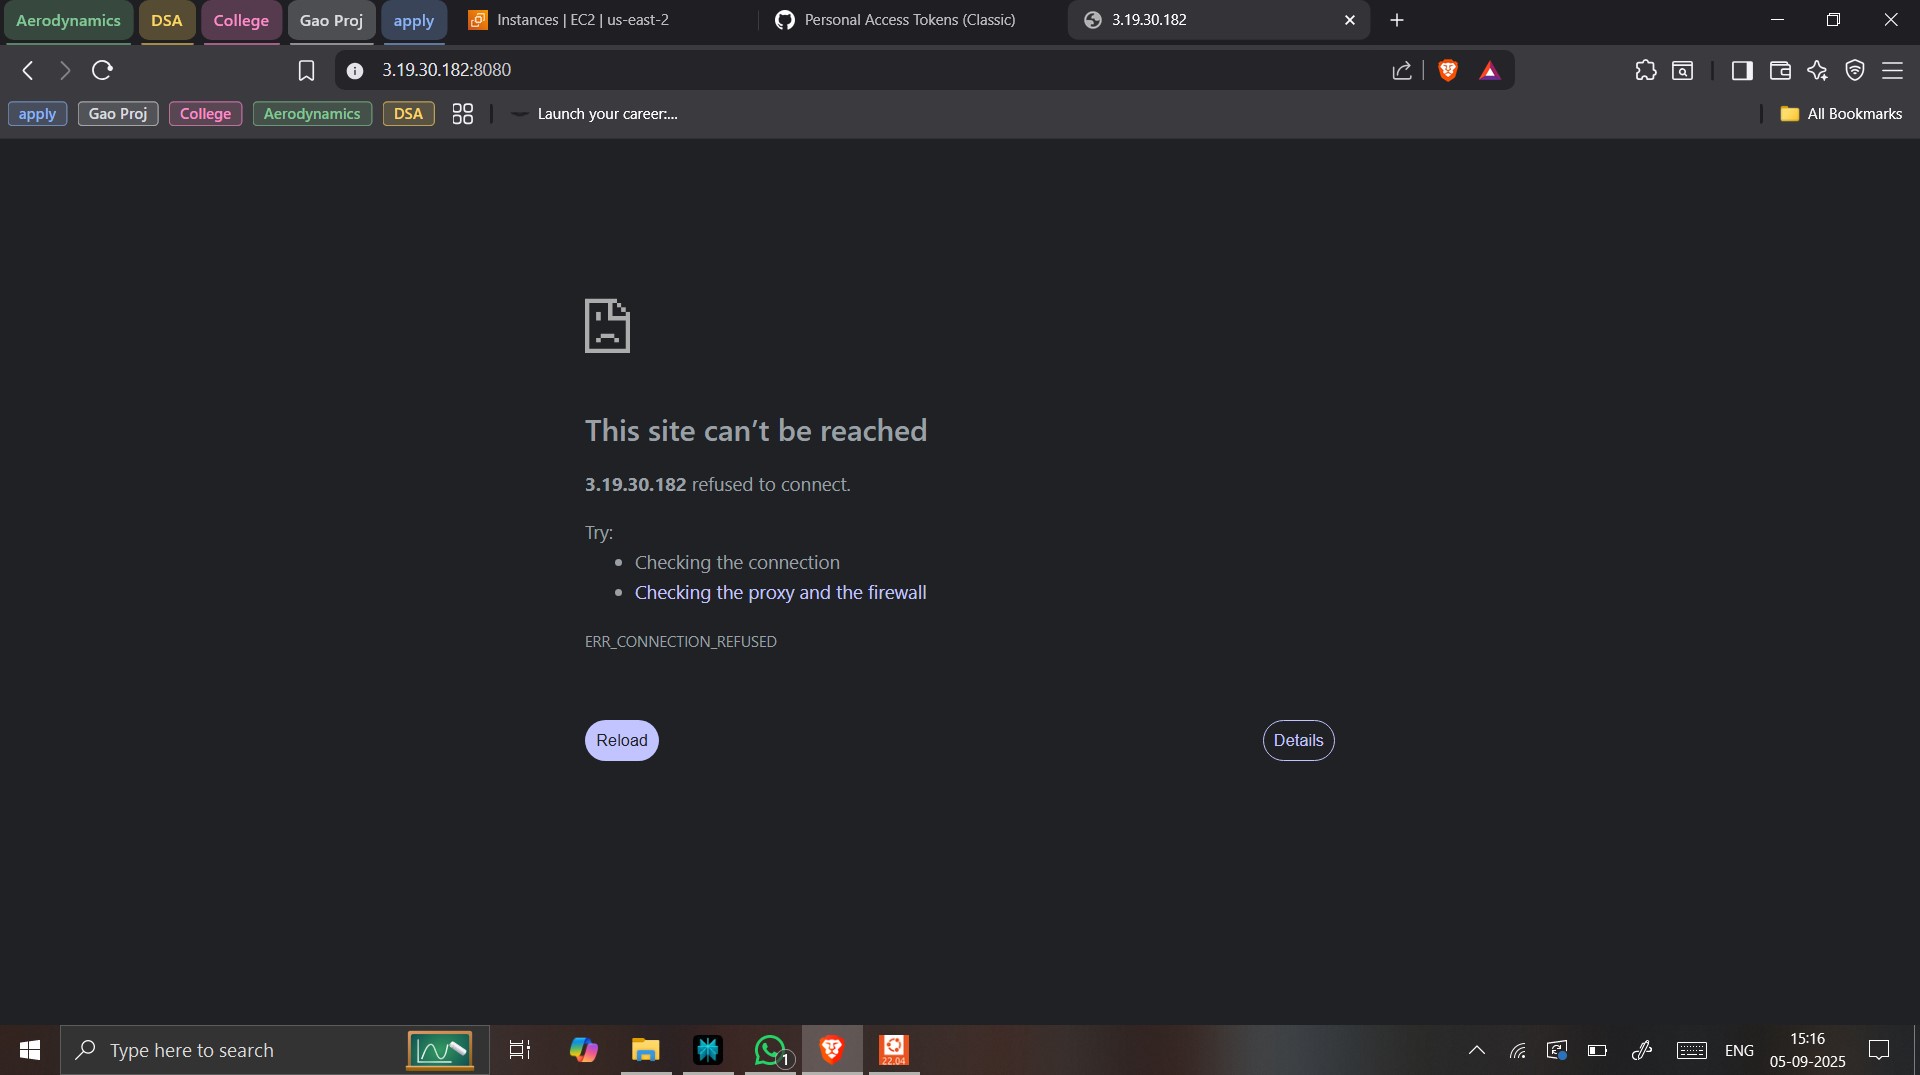 Aerodynamics
DSA
College
Gao Proj
apply
Instances | EC2 | us-east-2
Personal Access Tokens (Classic)
3.19.30.182
3.19.30.182:8080
apply
Gao Proj
College
Aerodynamics
DSA
Launch your career:...
All Bookmarks
This site can’t be reached
3.19.30.182 refused to connect.
Try:
Checking the connection
Checking the proxy and the firewall
ERR_CONNECTION_REFUSED
Reload
Details
Type here to search
1
22.04
ENG
15:16
05-09-2025